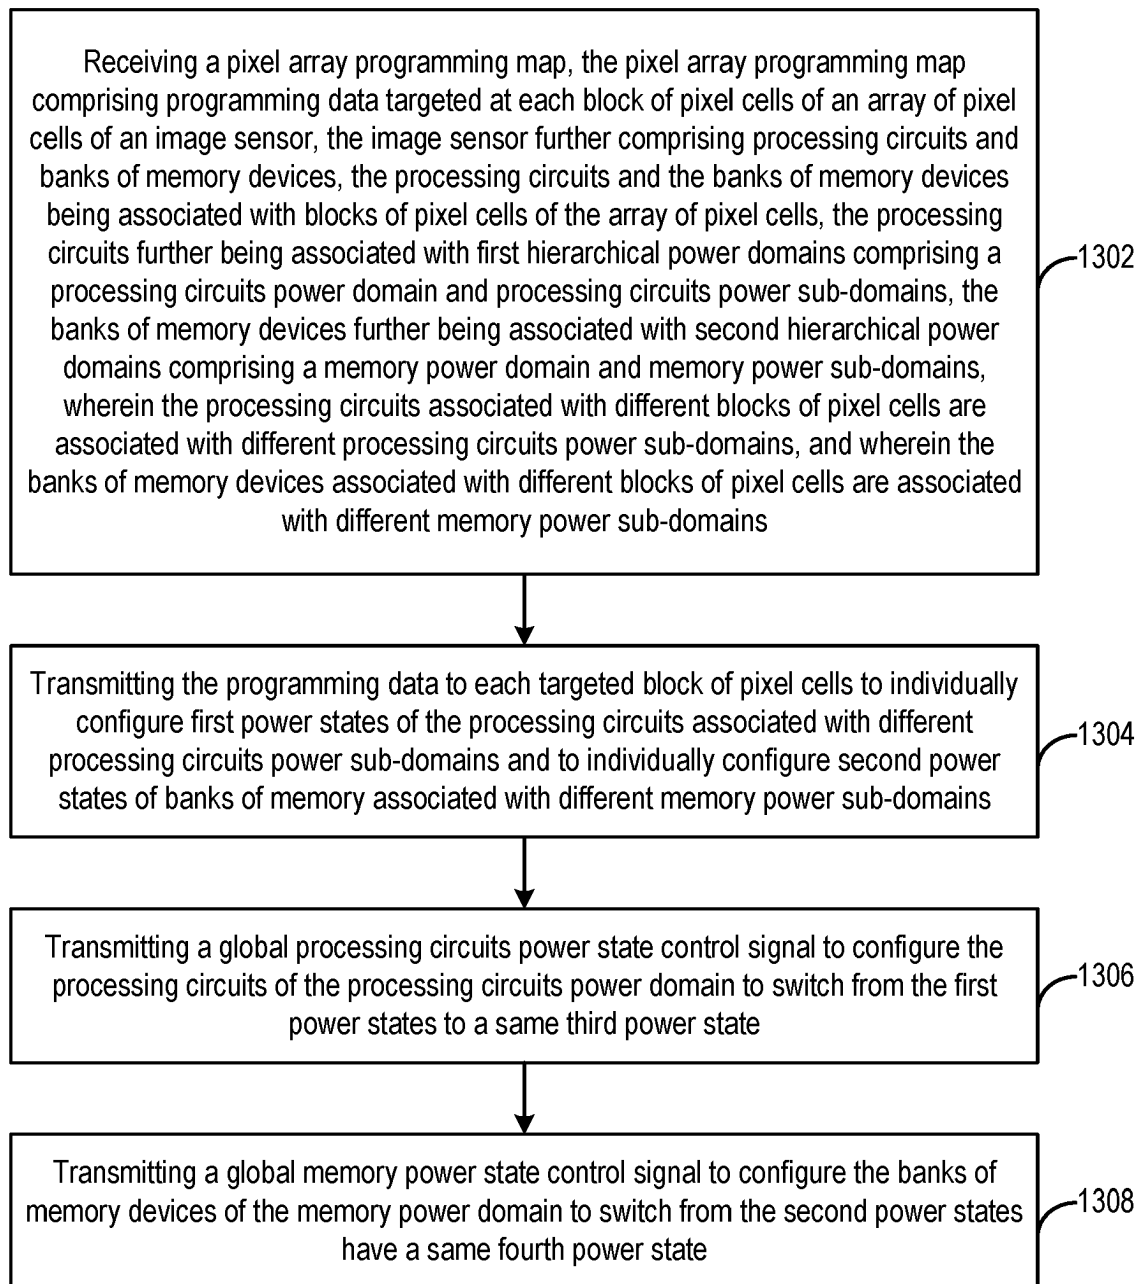 Receiving a pixel array programming map, the pixel array programming map
comprising programming data targeted at each block of pixel cells of an array of pixel
cells of an image sensor, the image sensor further comprising processing circuits and
banks of memory devices, the processing circuits and the banks of memory devices
being associated with blocks of pixel cells of the array of pixel cells, the processing
circuits further being associated with first hierarchical power domains comprising a
processing circuits power domain and processing circuits power sub-domains, the
banks of memory devices further being associated with second hierarchical power
domains comprising a memory power domain and memory power sub-domains,
wherein the processing circuits associated with different blocks of pixel cells are
associated with different processing circuits power sub-domains, and wherein the
banks of memory devices associated with different blocks of pixel cells are associated
with different memory power sub-domains
1302
Transmitting the programming data to each targeted block of pixel cells to individually
configure first power states of the processing circuits associated with different
processing circuits power sub-domains and to individually configure second power
states of banks of memory associated with different memory power sub-domains
1304
Transmitting a global processing circuits power state control signal to configure the
processing circuits of the processing circuits power domain to switch from the first
power states to a same third power state
1306
Transmitting a global memory power state control signal to configure the banks of
memory devices of the memory power domain to switch from the second power states
have a same fourth power state
1308